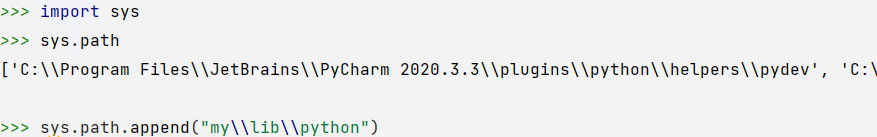 >>> import sys
>>> sys.path
['C:\\Program Files\\JetBrains\\PyCharm 2020.3.3\\plugins\\python\\helpers\\pydev', 'C:\
>>> sys.path.append("my\\lib\\python")